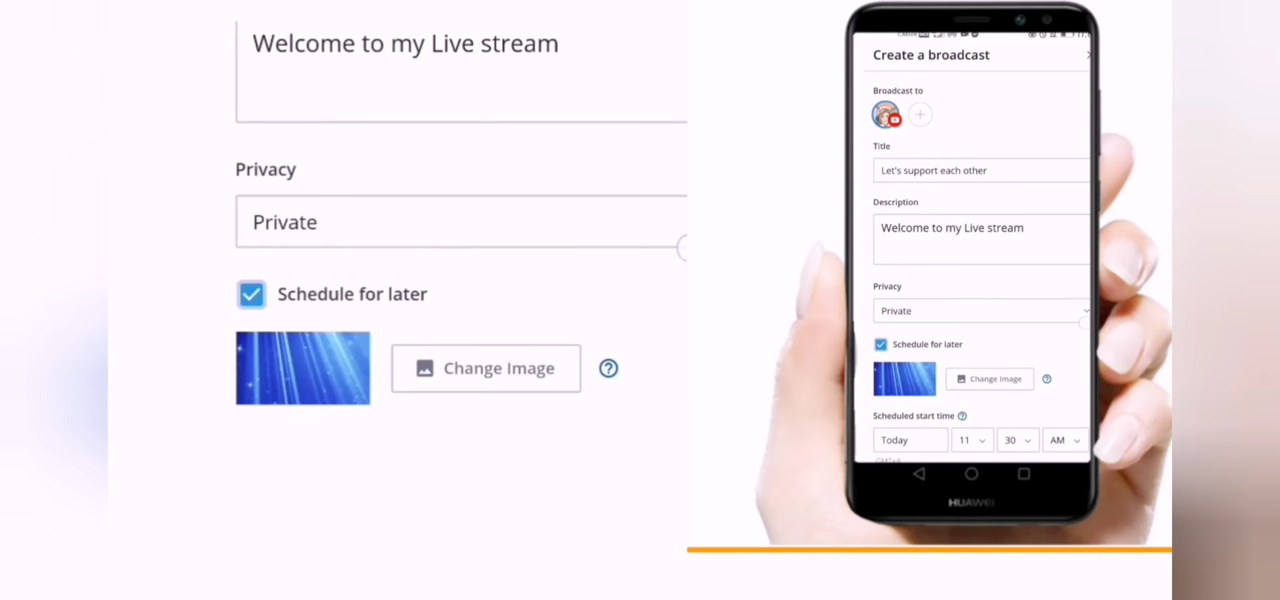 Welcome to my Live stream
Privacy
Private
Schedule for later
Change Image
Create a broadcast
Broadcast to
Title
Let's support each other
Description
Welcome to my Live stream
Privacy
Private
Schedule for later
Change Image
Scheduled start time
Today 11 30 AM
HUAWEI